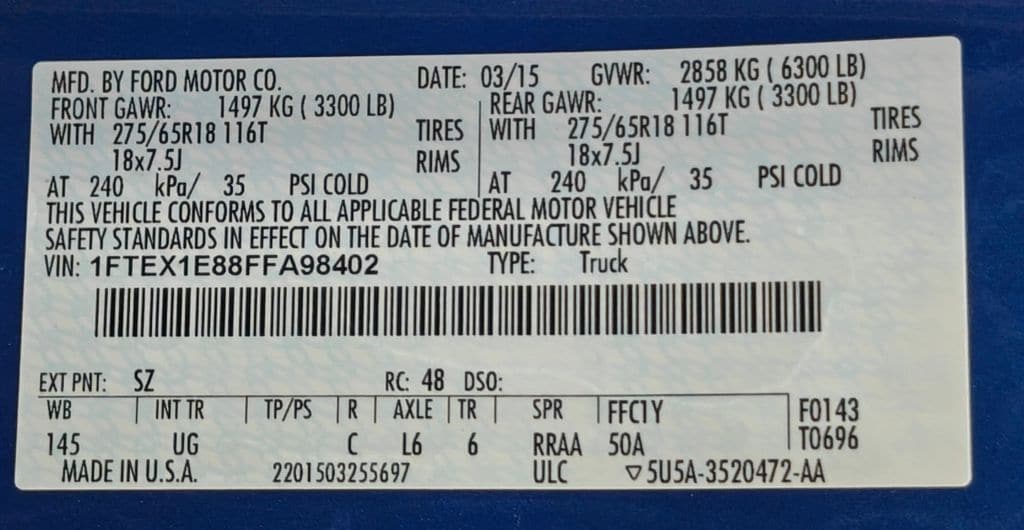 MFD. BY FORD MOTOR CO. DATE: 03/15 GVWR: 2858 KG ( 6300 LB)
FRONT GAWR: 1497 KG ( 3300 LB) REAR GAWR: 1497 KG ( 3300 LB)
WITH 275/65R18 116T TIRES WITH 275/65R18 116T TIRES
18x7.5J RIMS 18x7.5J RIMS
AT 240 kPa/ 35 PSI COLD AT 240 kPa/ 35 PSI COLD
THIS VEHICLE CONFORMS TO ALL APPLICABLE FEDERAL MOTOR VEHICLE
SAFETY STANDARDS IN EFFECT ON THE DATE OF MANUFACTURE SHOWN ABOVE.
VIN: 1FTEX1E88FFA98402 TYPE: Truck
EXT PNT: SZ RC: 48 DSO:
WB | INT TR | TP/PS | R | AXLE | TR | SPR | FFC1Y F0143
145 UG C L6 6 RRAA 50A T0696
MADE IN U.S.A. 2201503255697 ULC ▽5U5A-3520472-AA